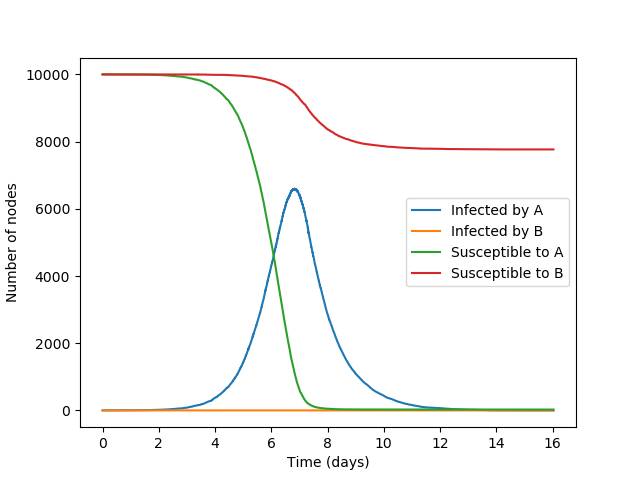 10000
8000
6000
4000
2000
0
Number of nodes
Infected by A
Infected by B
Susceptible to A
Susceptible to B
0 2 4 6 8 10 12 14 16
Time (days)